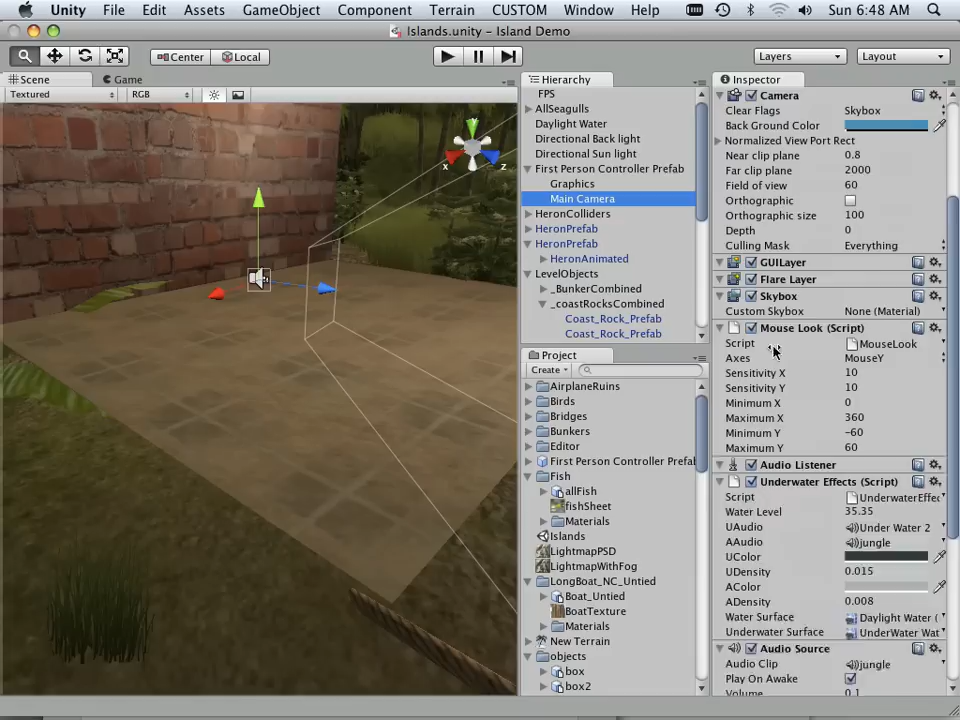 Unity File Edit Assets GameObject Component Terrain CUSTOM Window Help Sun 6:48 AM
Islands.unity - Island Demo
Center Local Layers Layout
Scene Game
Textured RGB
x z
Hierarchy
FPS
AllSeagulls
Daylight Water
Directional Back light
Directional Sun light
First Person Controller Prefab
Graphics
Main Camera
HeronColliders
HeronPrefab
HeronPrefab
HeronAnimated
LevelObjects
_BunkerCombined
_coastRocksCombined
Coast_Rock_Prefab
Coast_Rock_Prefab
Project
Create
AirplaneRuins
Birds
Bridges
Bunkers
Editor
First Person Controller Prefab
Fish
allFish
fishSheet
Materials
Islands
LightmapPSD
LightmapWithFog
LongBoat_NC_Untied
Boat_Untied
BoatTexture
Materials
New Terrain
objects
box
box2
Inspector
Camera
Clear Flags Skybox
Back Ground Color
Normalized View Port Rect
Near clip plane 0.8
Far clip plane 2000
Field of view 60
Orthographic
Orthographic size 100
Depth 0
Culling Mask Everything
GUILayer
Flare Layer
Skybox
Custom Skybox None (Material)
Mouse Look (Script)
Script MouseLook
Axes MouseY
Sensitivity X 10
Sensitivity Y 10
Minimum X 0
Maximum X 360
Minimum Y -60
Maximum Y 60
Audio Listener
Underwater Effects (Script)
Script UnderwaterEffec
Water Level 35.35
UAudio Under Water 2
AAudio jungle
UColor
UDensity 0.015
AColor
ADensity 0.008
Water Surface Daylight Water (
Underwater Surface UnderWater Wat
Audio Source
Audio Clip jungle
Play On Awake
Volume 0.1